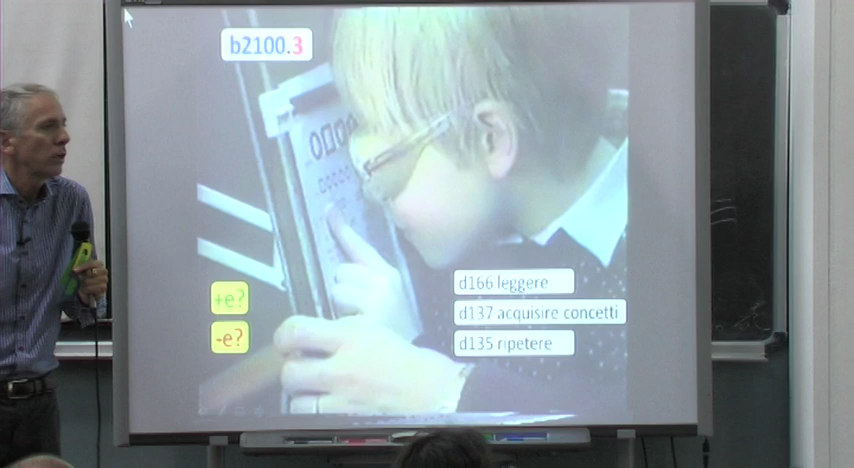 b2100.3
+e?
-e?
d166 leggere
d137 acquisire concetti
d135 ripetere